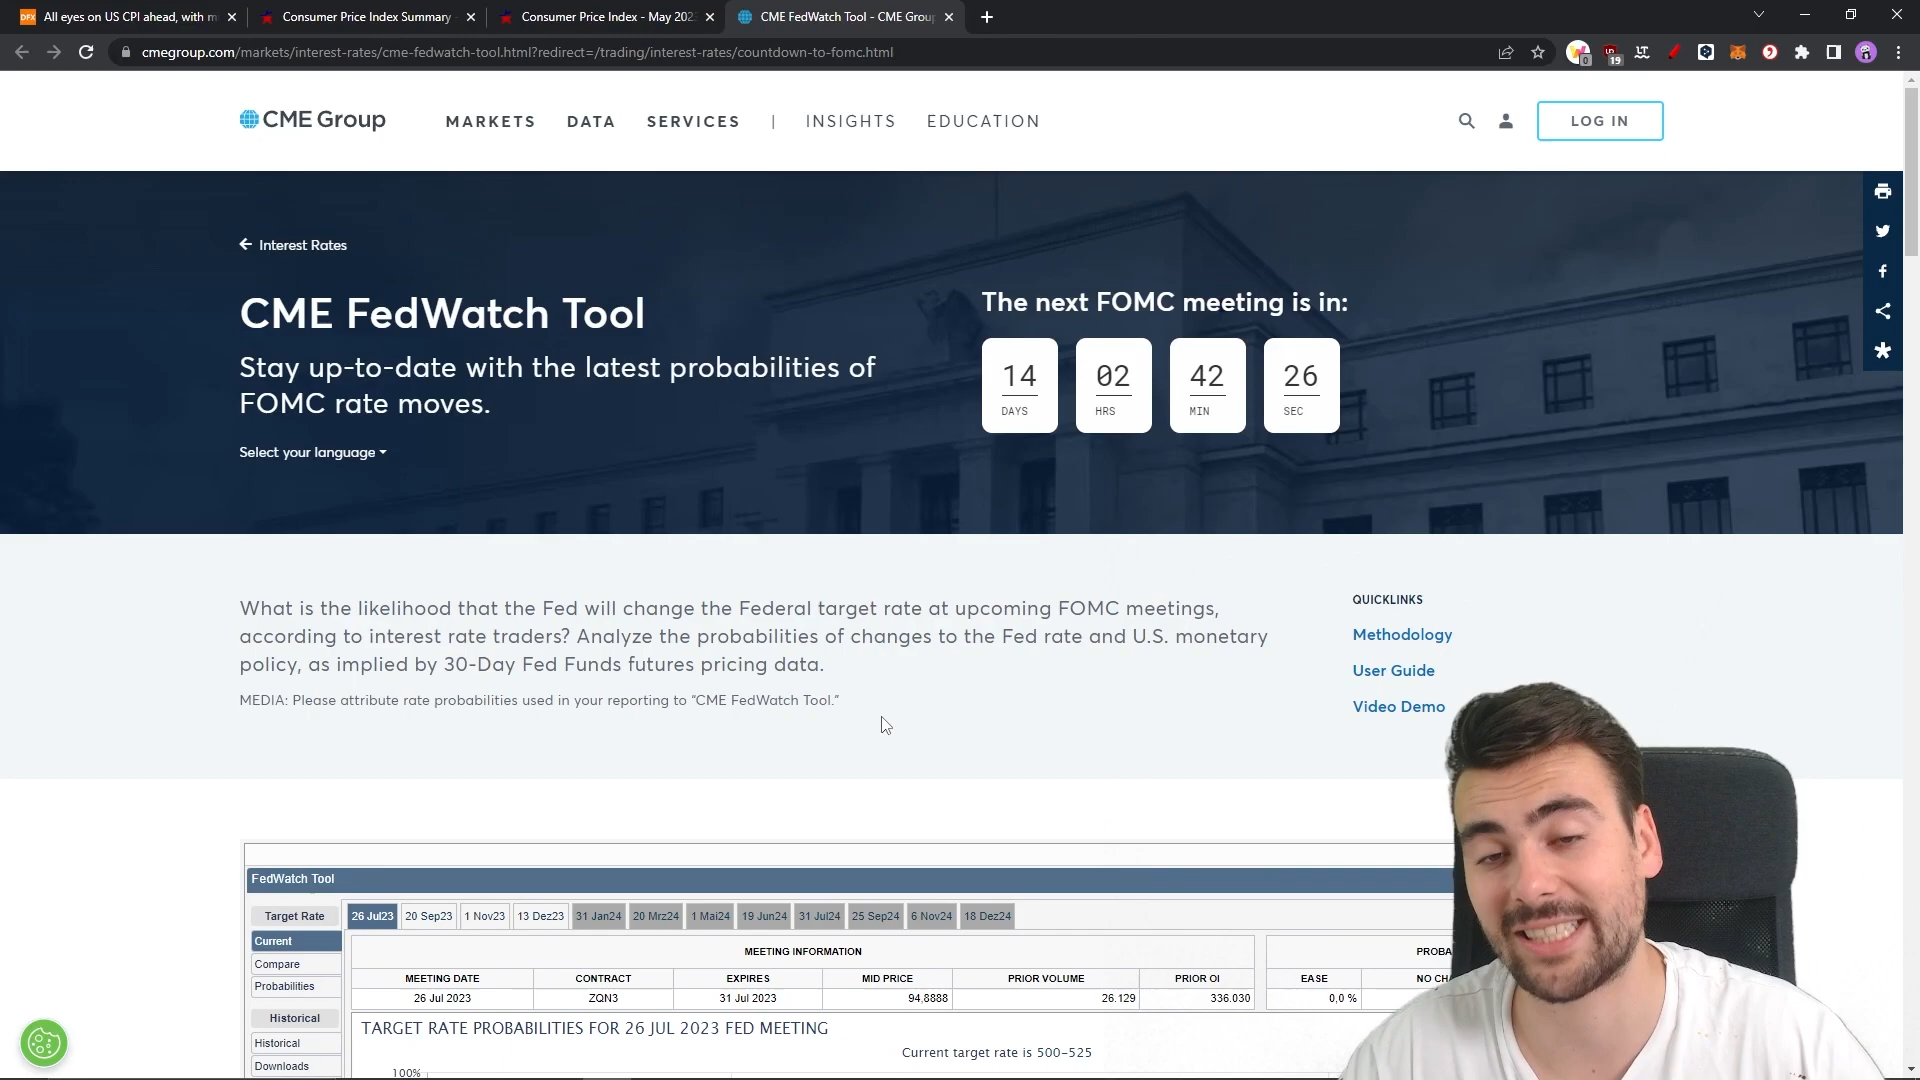 DFX All eyes on US CPI ahead, with m
Consumer Price Index Summary
Consumer Price Index - May 202
CME FedWatch Tool - CME Group
cmegroup.com/markets/interest-rates/cme-fedwatch-tool.html?redirect=/trading/interest-rates/countdown-to-fomc.html
0
19
CME Group
MARKETS DATA SERVICES | INSIGHTS EDUCATION
LOG IN
Interest Rates
CME FedWatch Tool
Stay up-to-date with the latest probabilities of
FOMC rate moves.
Select your language
The next FOMC meeting is in:
14 02 42 26
DAYS HRS MIN SEC
What is the likelihood that the Fed will change the Federal target rate at upcoming FOMC meetings,
according to interest rate traders? Analyze the probabilities of changes to the Fed rate and U.S. monetary
policy, as implied by 30-Day Fed Funds futures pricing data.
MEDIA: Please attribute rate probabilities used in your reporting to “CME FedWatch Tool.”
QUICKLINKS
Methodology
User Guide
Video Demo
FedWatch Tool
Target Rate
Current
Compare
Probabilities
Historical
Historical
Downloads
26 Jul23 20 Sep23 1 Nov23 13 Dez23 31 Jan24 20 Mrz24 1 Mai24 19 Jun24 31 Jul24 25 Sep24 6 Nov24 18 Dez24
MEETING INFORMATION
MEETING DATE CONTRACT EXPIRES MID PRICE PRIOR VOLUME PRIOR OI
26 Jul 2023 ZQN3 31 Jul 2023 94,8888 26.129 336.030
PROBA
EASE NO CH
0,0 %
TARGET RATE PROBABILITIES FOR 26 JUL 2023 FED MEETING
Current target rate is 500-525
100%